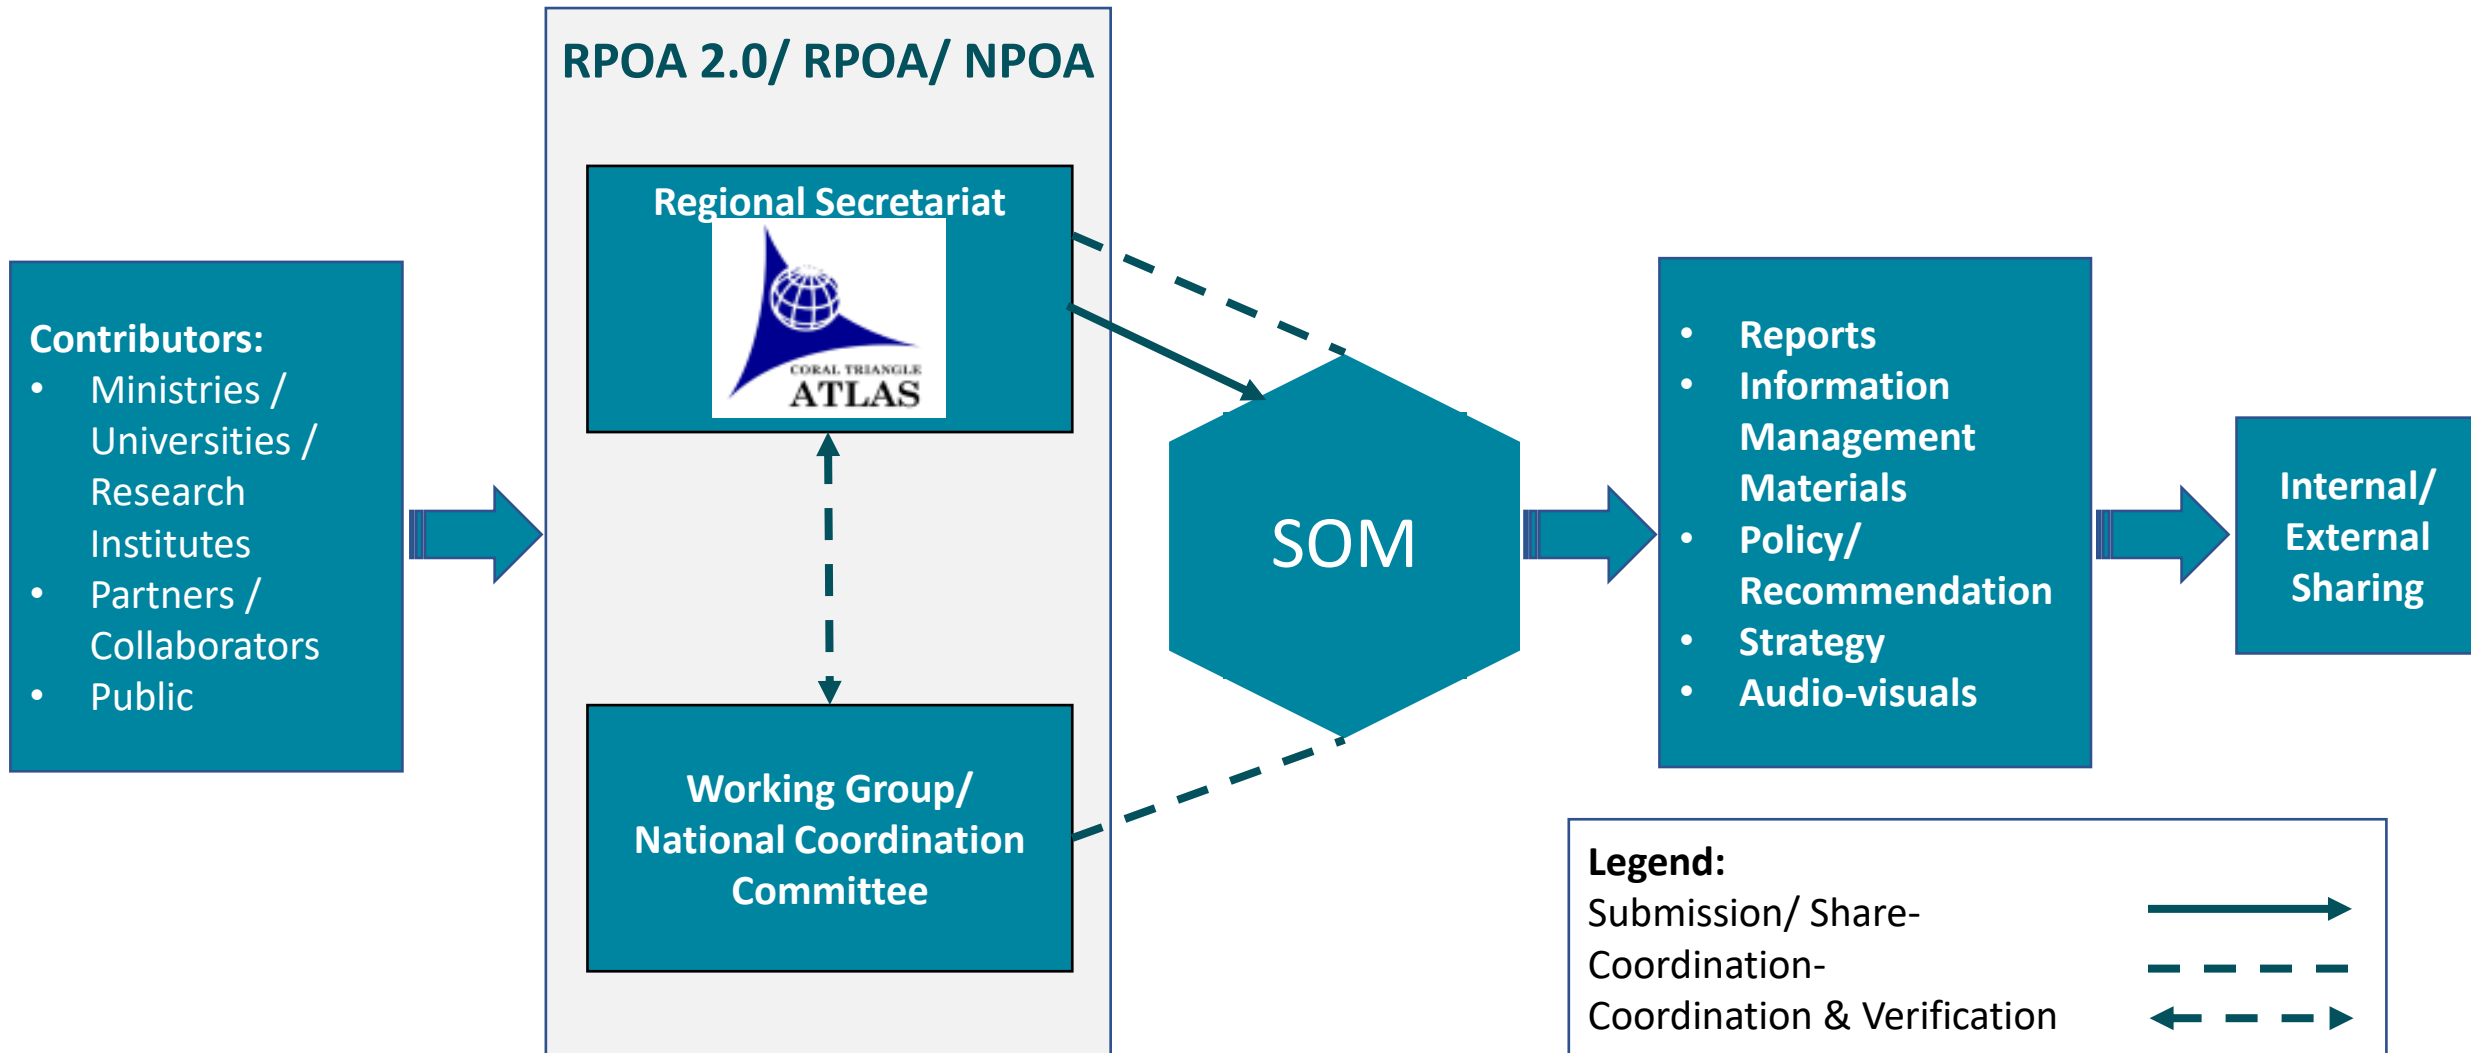 RPOA 2.0/ RPOA/ NPOA
Contributors:
• Ministries /
Universities /
Research
Institutes
• Partners /
Collaborators
• Public
Regional Secretariat
CORAL TRIANGLE
ATLAS
Working Group/
National Coordination
Committee
SOM
• Reports
• Information
Management
Materials
• Policy/
Recommendation
• Strategy
• Audio-visuals
Internal/
External
Sharing
Legend:
Submission/ Share-
Coordination-
Coordination & Verification